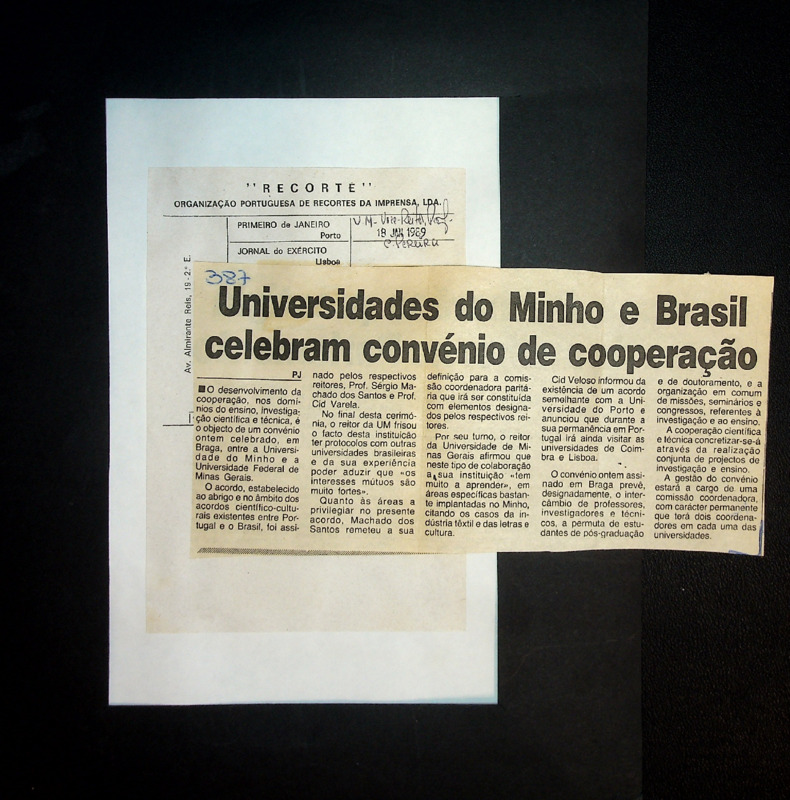 "RECORTE"
ORGANIZAÇÃO PORTUGUESA DE RECORTES DA IMPRENSA, LDA.
PRIMEIRO de JANEIRO
Porto
JORNAL do EXÉRCITO
Lisboa
18 JAN 1989
C. PEREIRA
Av. Almirante Reis, 19-2.º E.
387
Universidades do Minho e Brasil
celebram convénio de cooperação
PJ
O desenvolvimento da
cooperação, nos domí-
nios do ensino, investiga-
ção científica e técnica, é
o objecto de um convénio
ontem celebrado, em
Braga, entre a Universi-
dade do Minho e a
Universidade Federal de
Minas Gerais.
O acordo, estabelecido
ao abrigo e no âmbito dos
acordos científico-cultu-
rais existentes entre Por-
tugal e o Brasil, foi assi-
nado pelos respectivos
reitores, Prof. Sérgio Ma-
chado dos Santos e Prof.
Cid Varela.
No final desta cerimó-
nia, o reitor da UM frisou
o facto desta instituicão
ter protocolos com outras
universidades brasileiras
e da sua experiência
poder aduzir que «os
interesses mútuos são
muito fortes».
Quanto às áreas a
privilegiar no presente
acordo, Machado dos
Santos remeteu a sua
definição para a comis-
são coordenadora paritá-
ria que irá ser constituída
com elementos designa-
dos pelos respectivos rei-
tores.
Por seu turno, o reitor
da Universidade de Mi-
nas Gerais afirmou que
neste tipo de colaboração
a sua instituição «tem
muito a aprender», em
áreas específicas bastan-
te implantadas no Minho,
citando os casos da in-
dústria têxtil e das letras e
cultura.
Cid Veloso informou da
existência de um acordo
semelhante com a Uni-
versidade do Porto e
anunciou que durante a
sua permanência em Por-
tugal irá ainda visitar as
universidades de Coim-
bra e Lisboa.
O convénio ontem assi-
nado em Braga prevê,
designadamente, o inter-
câmbio de professores,
investigadores e técni-
cos, a permuta de estu-
dantes de pós-graduação
e de doutoramento, e a
organização em comum
de missões, seminários e
congressos, referentes à
investigação e ao ensino.
A cooperação científica
e técnica concretizar-se-á
através da realização
conjunta de projectos de
investigação e ensino.
A gestão do convénio
estará a cargo de uma
comissão coordenadora,
com carácter permanente
que terá dois coordena-
dores em cada uma das
universidades.